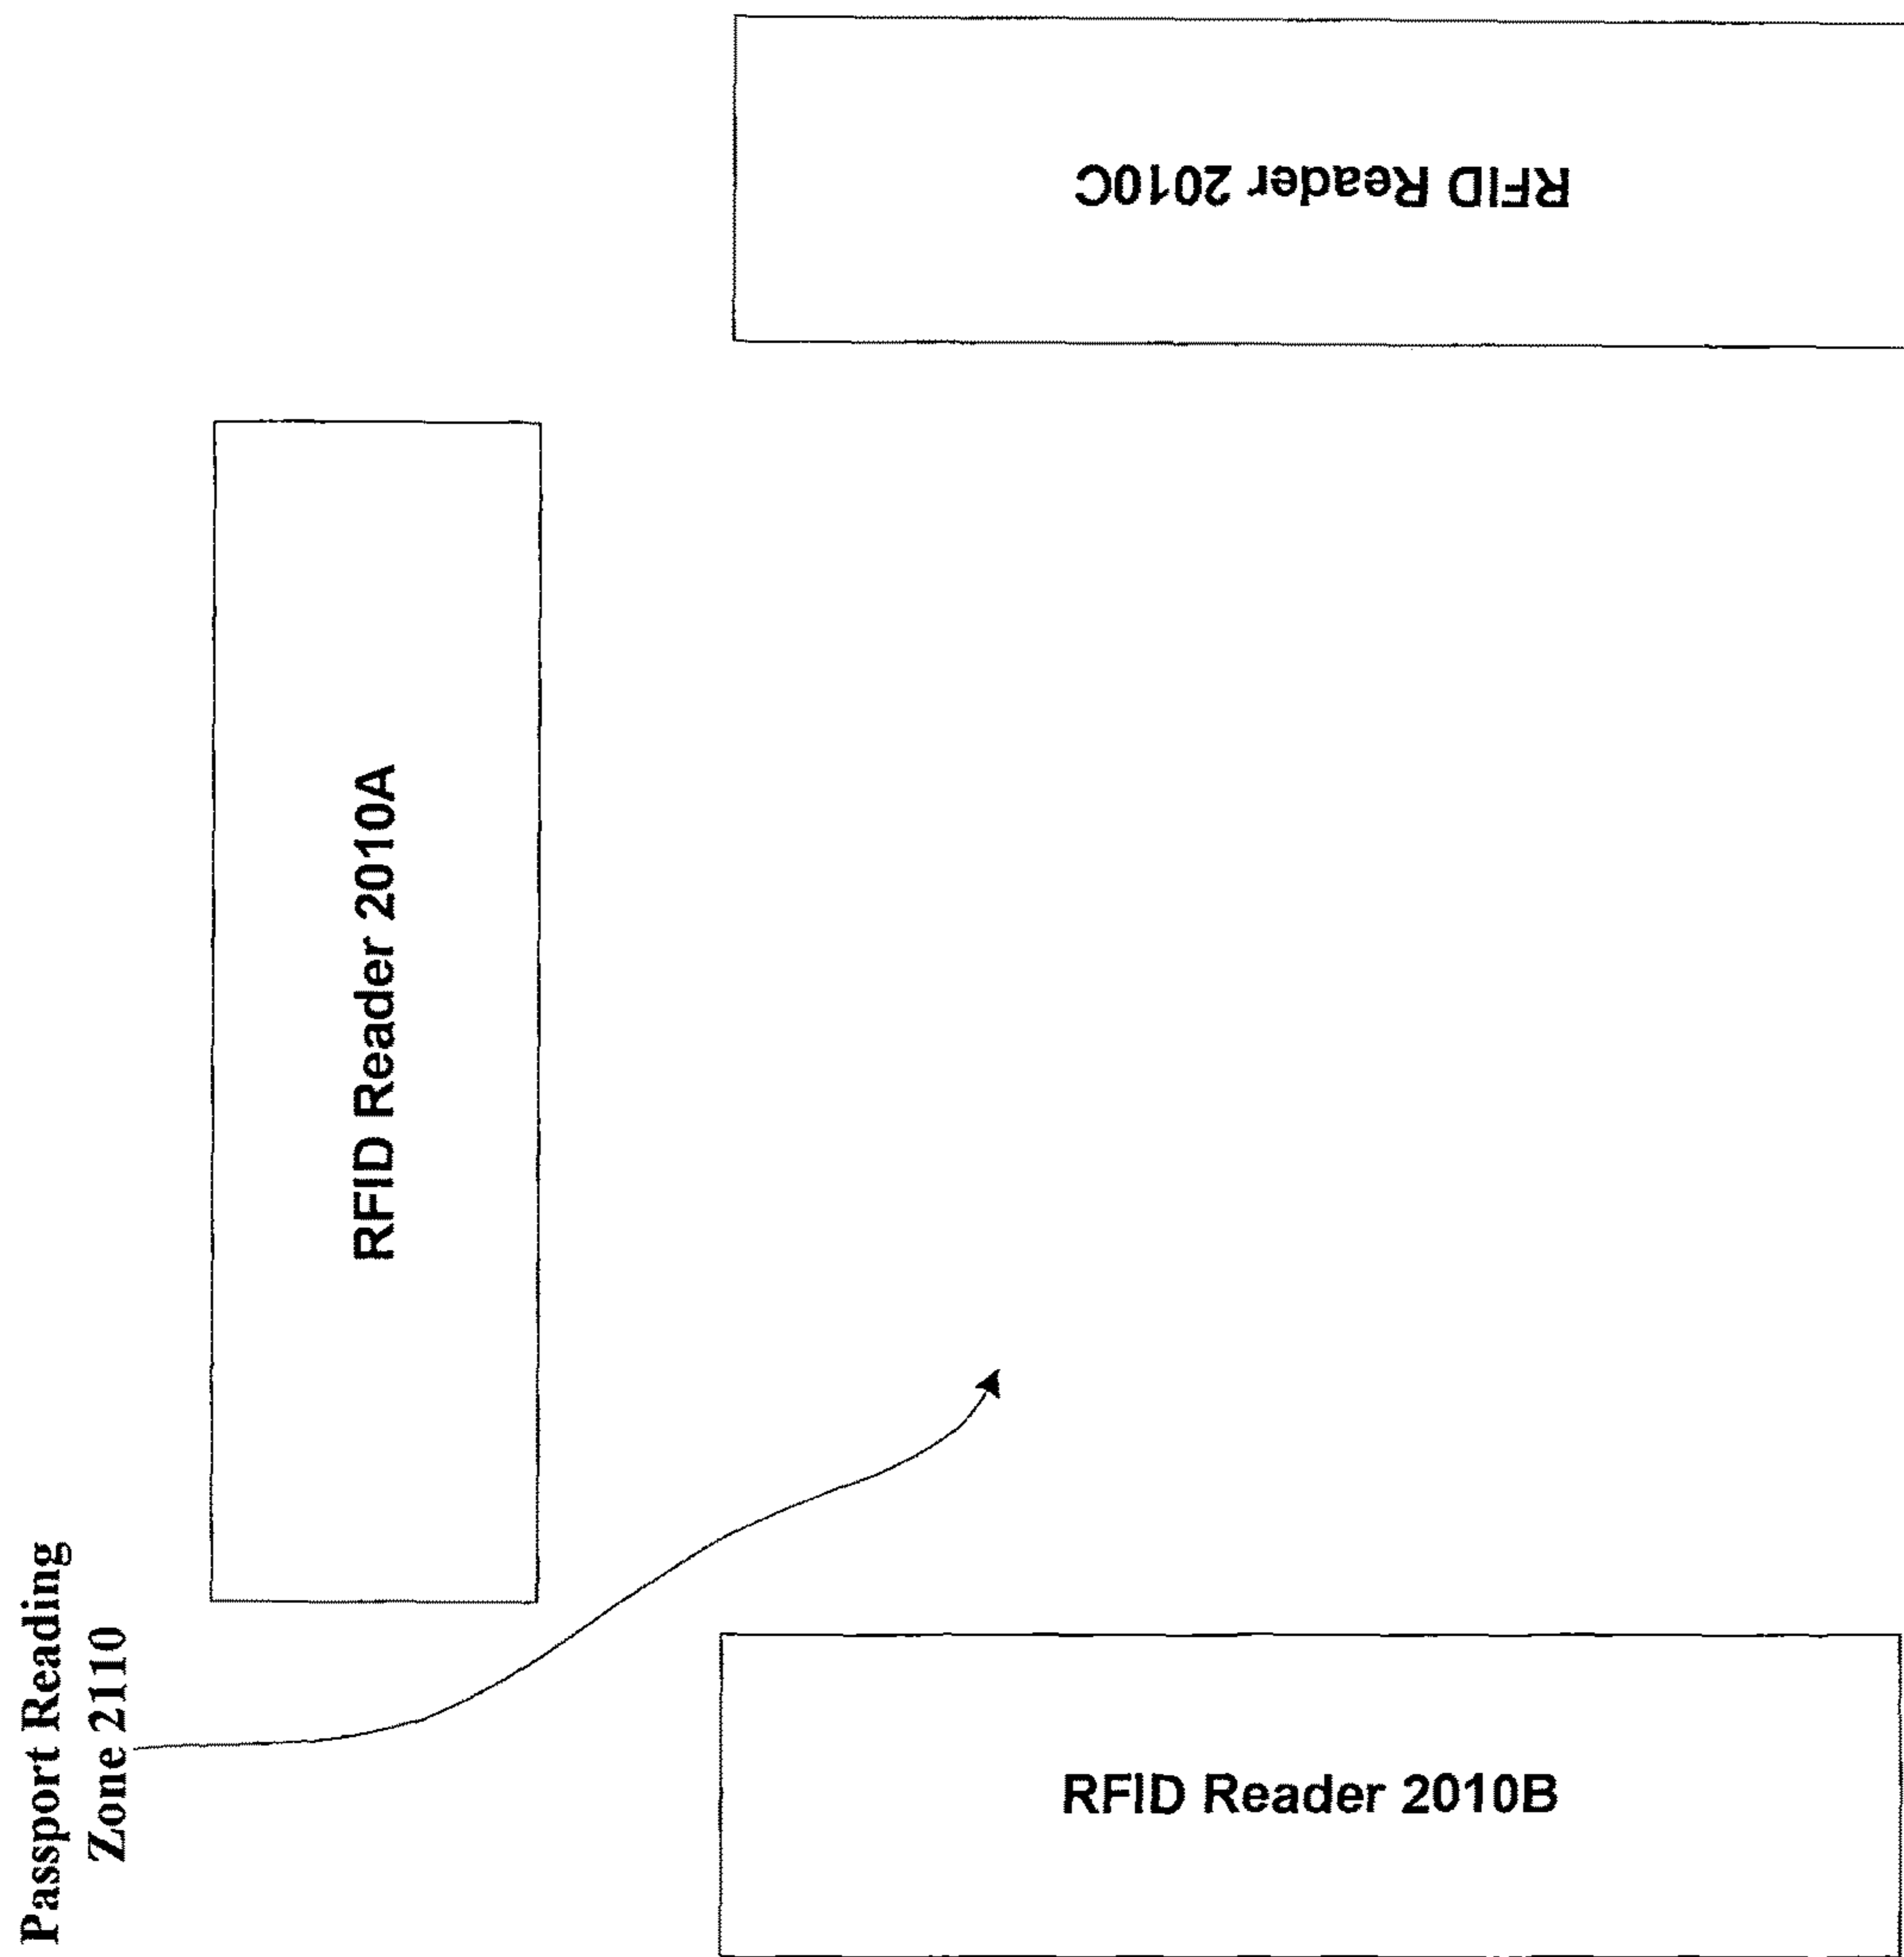 RFID Reader 2010C
RFID Reader 2010A
Passport Reading
Zone 2110
RFID Reader 2010B